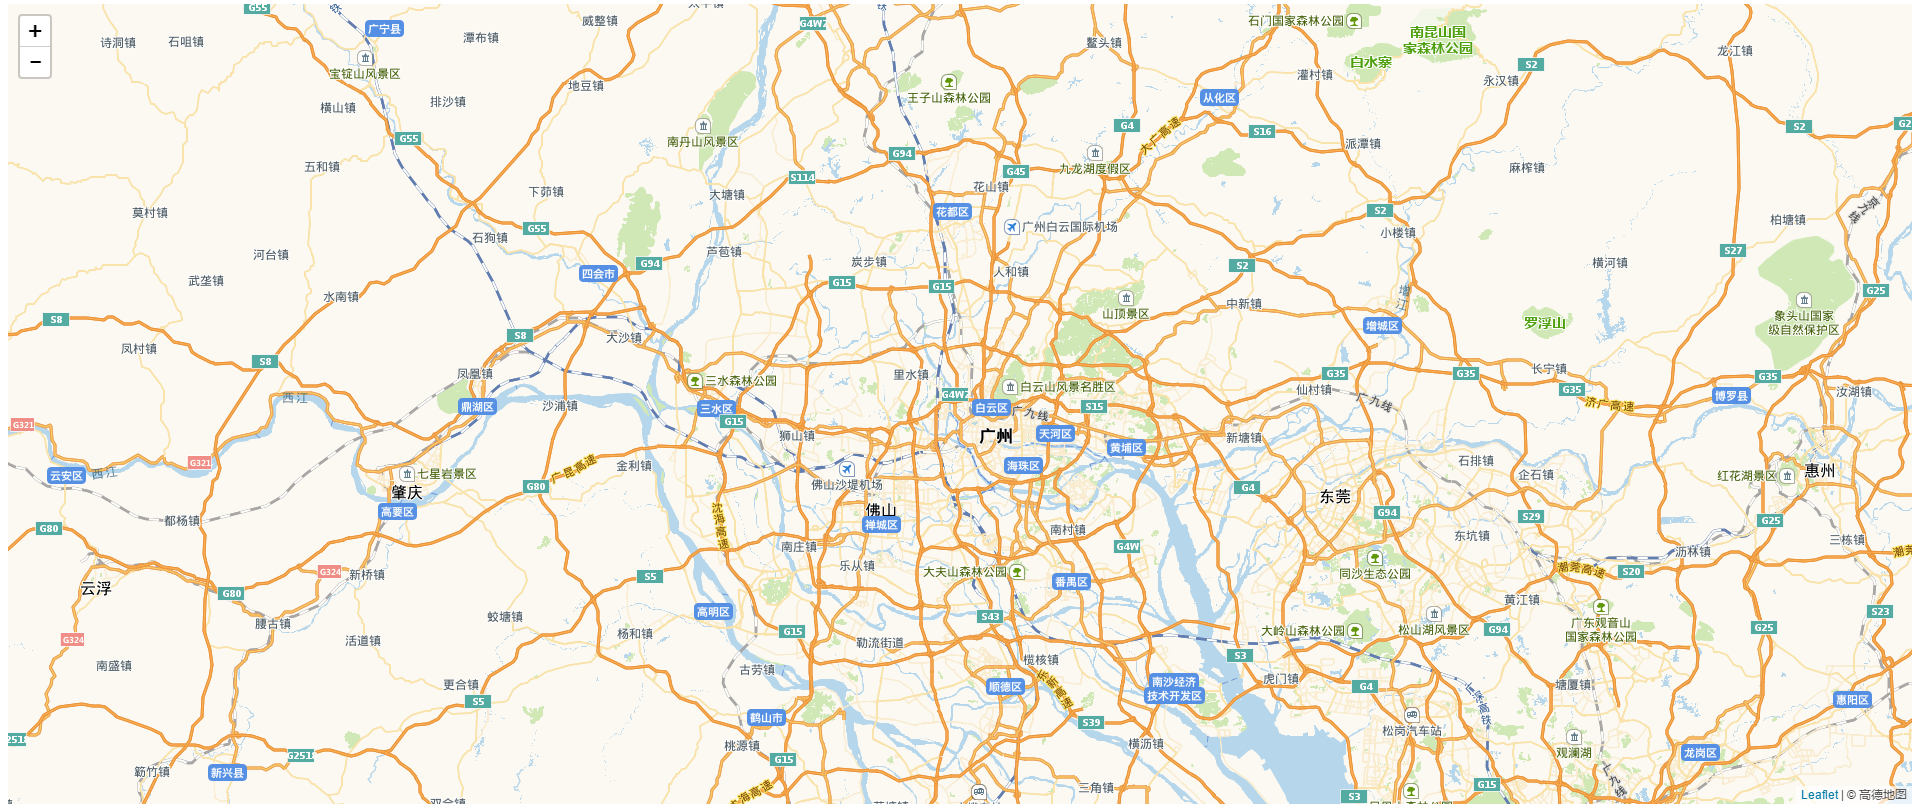 +
−
G55
广宁县
威整镇
G4W2
石门国家森林公园
南昆山国
家森林公园
诗洞镇
石咀镇
潭布镇
鳌头镇
龙江镇
宝锭山风景区
地豆镇
白水寨
灌村镇
S2
永汉镇
横山镇
排沙镇
王子山森林公园
从化区
G55
G4
大广高速
S16
S2
南丹山风景区
G94
派潭镇
五和镇
S114
G45
九龙湖度假区
麻榨镇
下茆镇
大塘镇
花山镇
莫村镇
花都区
S2
京九线
柏塘镇
石狗镇
G55
广州白云国际机场
小楼镇
河台镇
芦苞镇
S27
四会市
G94
炭步镇
人和镇
S2
横河镇
武垄镇
G15
G15
增江
G25
水南镇
山顶景区
中新镇
S8
增城区
罗浮山
象头山国家
级自然保护区
S8
大沙镇
凤村镇
S8
凤凰镇
里水镇
G35
G35
长宁镇
G35
三水森林公园
白云山风景名胜区
仙村镇
G35
西江
G4W2
博罗县
汝湖镇
鼎湖区
沙浦镇
三水区
白云区
广九线
S15
广九线
济广高速
G321
G15
狮山镇
广州
天河区
新塘镇
黄埔区
G321
广昆高速
金利镇
海珠区
石排镇
云安区
西江
七星岩景区
佛山沙堤机场
企石镇
红花湖景区
惠州
G80
肇庆
G4
东莞
高要区
沈海高速
佛山
禅城区
G94
S29
G25
都杨镇
G80
南村镇
东坑镇
三栋镇
南庄镇
G4W
沥林镇
乐从镇
大夫山森林公园
同沙生态公园
潮莞高速
S20
云浮
新桥镇
G324
S5
番禺区
G80
高明区
黄江镇
蛟塘镇
S43
松山湖风景区
广东观音山
国家森林公园
S23
腰古镇
G324
活道镇
杨和镇
G15
勒流街道
大岭山森林公园
G94
G25
南盛镇
古劳镇
榄核镇
S3
更合镇
顺德区
东新高速
南沙经济
技术开发区
虎门镇
G4
塘厦镇
S5
惠阳区
鹤山市
S39
广深高铁
松岗汽车站
桃源镇
横沥镇
观澜湖
龙岗区
簕竹镇
新兴县
G15
三角镇
G15
广九线
S3
Leaflet | © 高德地图